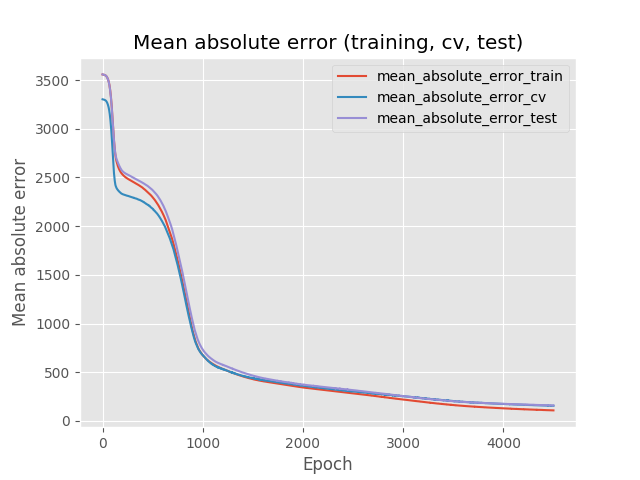 Mean absolute error (training, cv, test)
mean_absolute_error_train
mean_absolute_error_cv
mean_absolute_error_test
Mean absolute error
3500
3000
2500
2000
1500
1000
500
0
0 1000 2000 3000 4000
Epoch